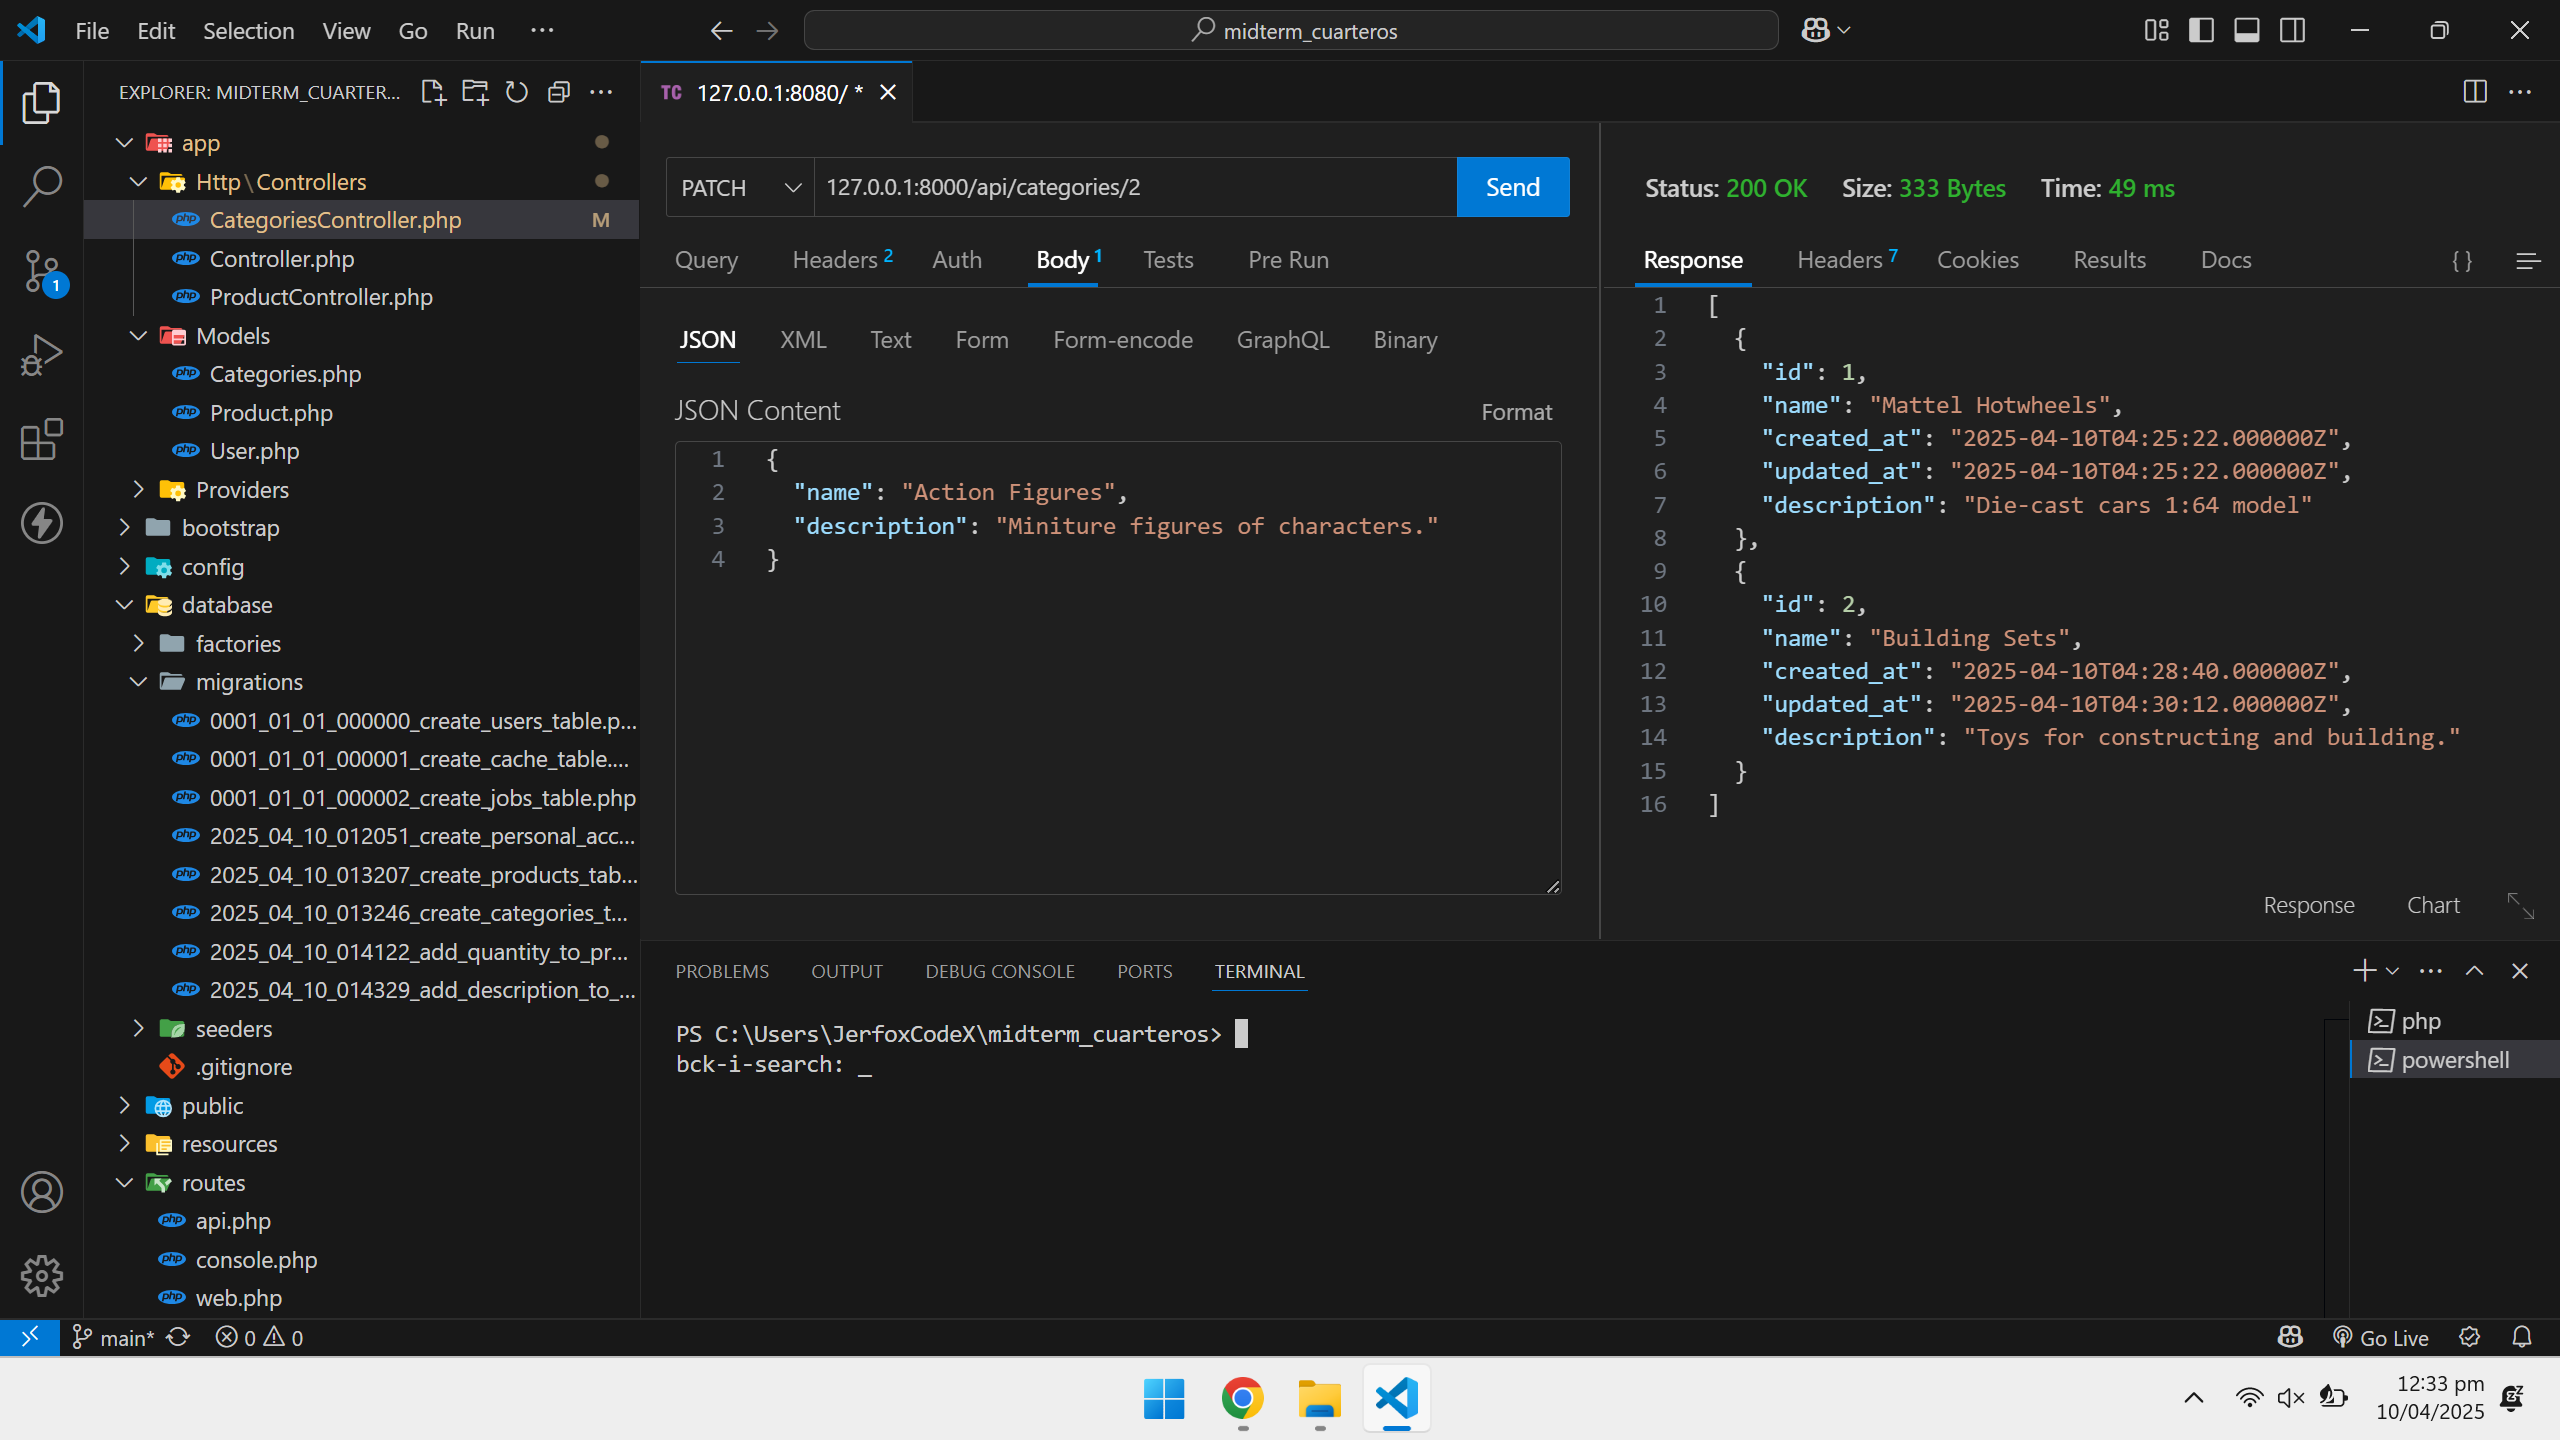 File Edit Selection View Go Run ···
midterm_cuarteros
EXPLORER: MIDTERM_CUARTER...
app
Http\Controllers
CategoriesController.php M
Controller.php
ProductController.php
Models
Categories.php
Product.php
User.php
Providers
bootstrap
config
database
factories
migrations
0001_01_01_000000_create_users_table.p...
0001_01_01_000001_create_cache_table....
0001_01_01_000002_create_jobs_table.php
2025_04_10_012051_create_personal_acc...
2025_04_10_013207_create_products_tab...
2025_04_10_013246_create_categories_t...
2025_04_10_014122_add_quantity_to_pr...
2025_04_10_014329_add_description_to_...
seeders
.gitignore
public
resources
routes
api.php
console.php
web.php
1
TC 127.0.0.1:8080/ *
PATCH 127.0.0.1:8000/api/categories/2 Send
Query Headers 2 Auth Body 1 Tests Pre Run
JSON XML Text Form Form-encode GraphQL Binary
JSON Content Format
1 {
2 "name": "Action Figures",
3 "description": "Miniture figures of characters."
4 }
Status: 200 OK Size: 333 Bytes Time: 49 ms
Response Headers 7 Cookies Results Docs { }
1 [
2 {
3 "id": 1,
4 "name": "Mattel Hotwheels",
5 "created_at": "2025-04-10T04:25:22.000000Z",
6 "updated_at": "2025-04-10T04:25:22.000000Z",
7 "description": "Die-cast cars 1:64 model"
8 },
9 {
10 "id": 2,
11 "name": "Building Sets",
12 "created_at": "2025-04-10T04:28:40.000000Z",
13 "updated_at": "2025-04-10T04:30:12.000000Z",
14 "description": "Toys for constructing and building."
15 }
16 ]
Response Chart
PROBLEMS OUTPUT DEBUG CONSOLE PORTS TERMINAL
PS C:\Users\JerfoxCodeX\midterm_cuarteros>
bck-i-search: _
php
powershell
main* 0 0 Go Live
12:33 pm
10/04/2025